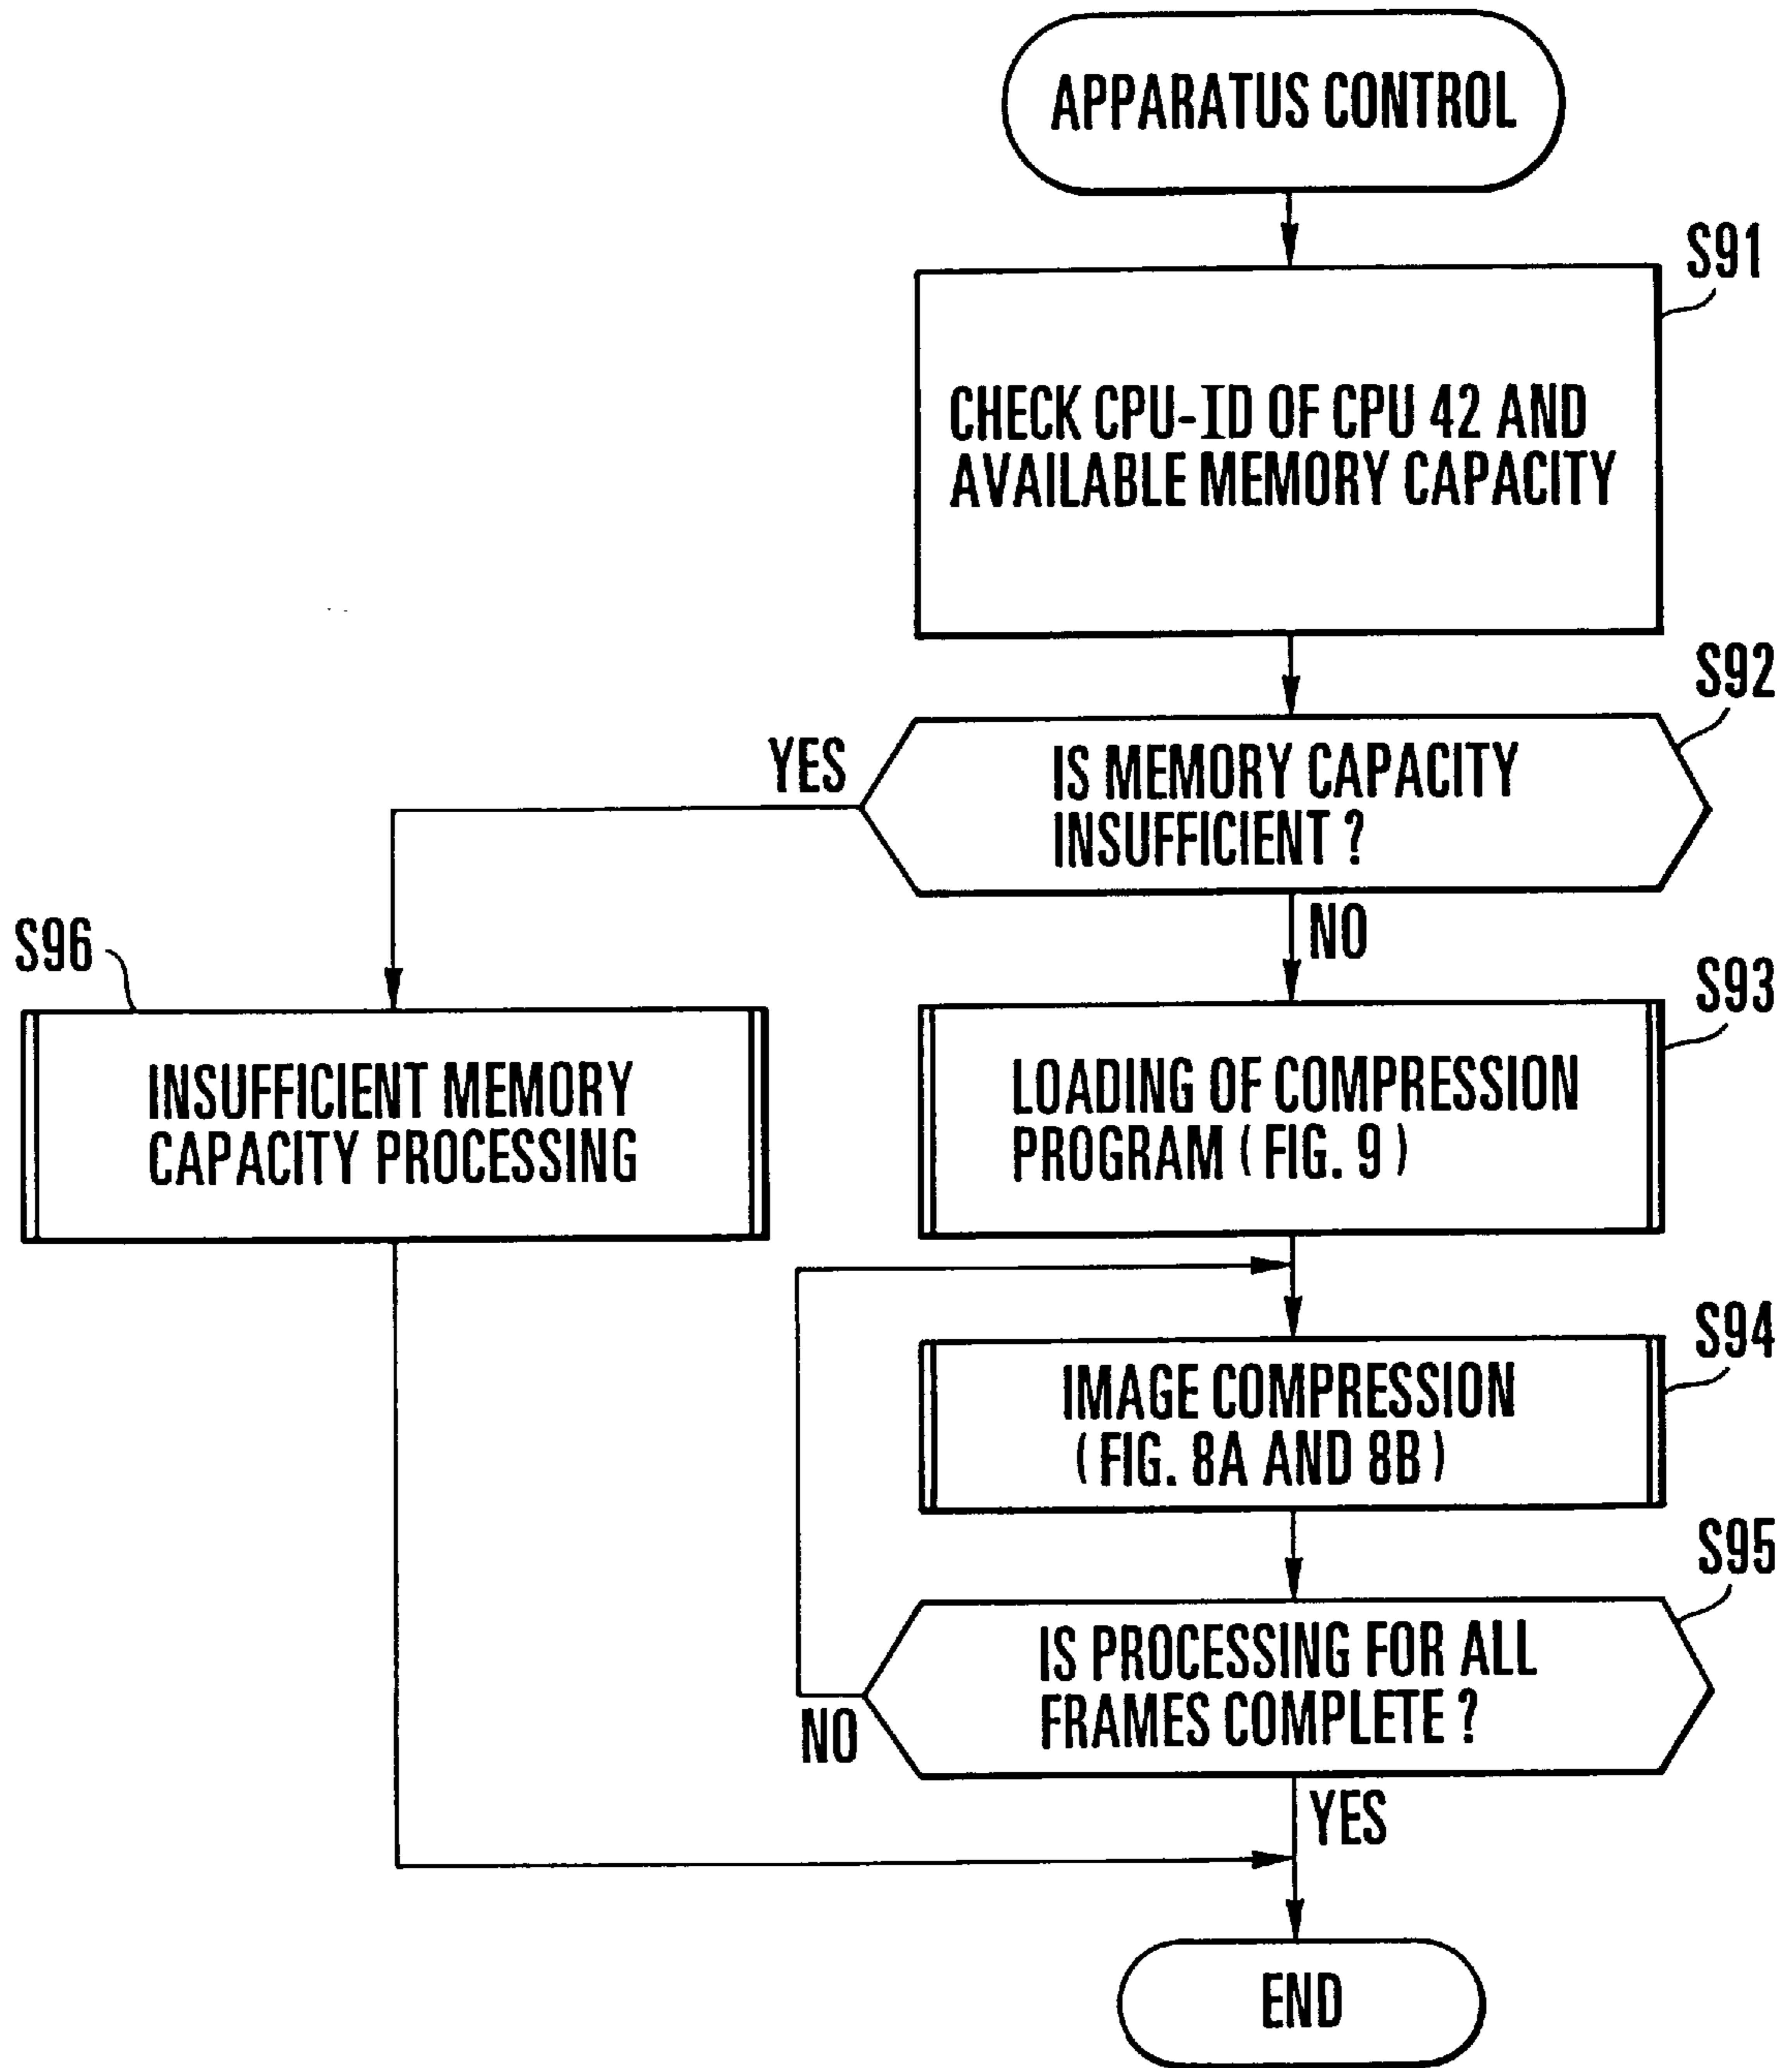 APPARATUS CONTROL
S91
CHECK CPU-ID OF CPU 42 AND
AVAILABLE MEMORY CAPACITY
S92
IS MEMORY CAPACITY
INSUFFICIENT ?
YES
NO
S96
INSUFFICIENT MEMORY
CAPACITY PROCESSING
S93
LOADING OF COMPRESSION
PROGRAM ( FIG. 9 )
S94
IMAGE COMPRESSION
( FIG. 8A AND 8B )
S95
IS PROCESSING FOR ALL
FRAMES COMPLETE ?
NO
YES
END